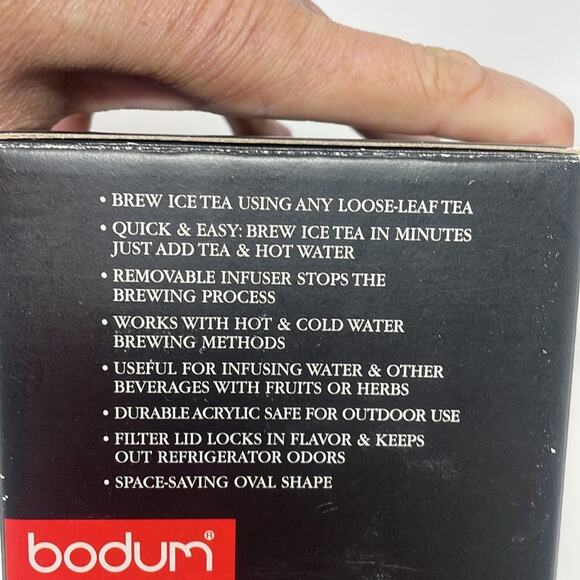 • BREW ICE TEA USING ANY LOOSE-LEAF TEA
• QUICK & EASY: BREW ICE TEA IN MINUTES
JUST ADD TEA & HOT WATER
• REMOVABLE INFUSER STOPS THE
BREWING PROCESS
• WORKS WITH HOT & COLD WATER
BREWING METHODS
• USEFUL FOR INFUSING WATER & OTHER
BEVERAGES WITH FRUITS OR HERBS
• DURABLE ACRYLIC SAFE FOR OUTDOOR USE
• FILTER LID LOCKS IN FLAVOR & KEEPS
OUT REFRIGERATOR ODORS
• SPACE-SAVING OVAL SHAPE
bodum®